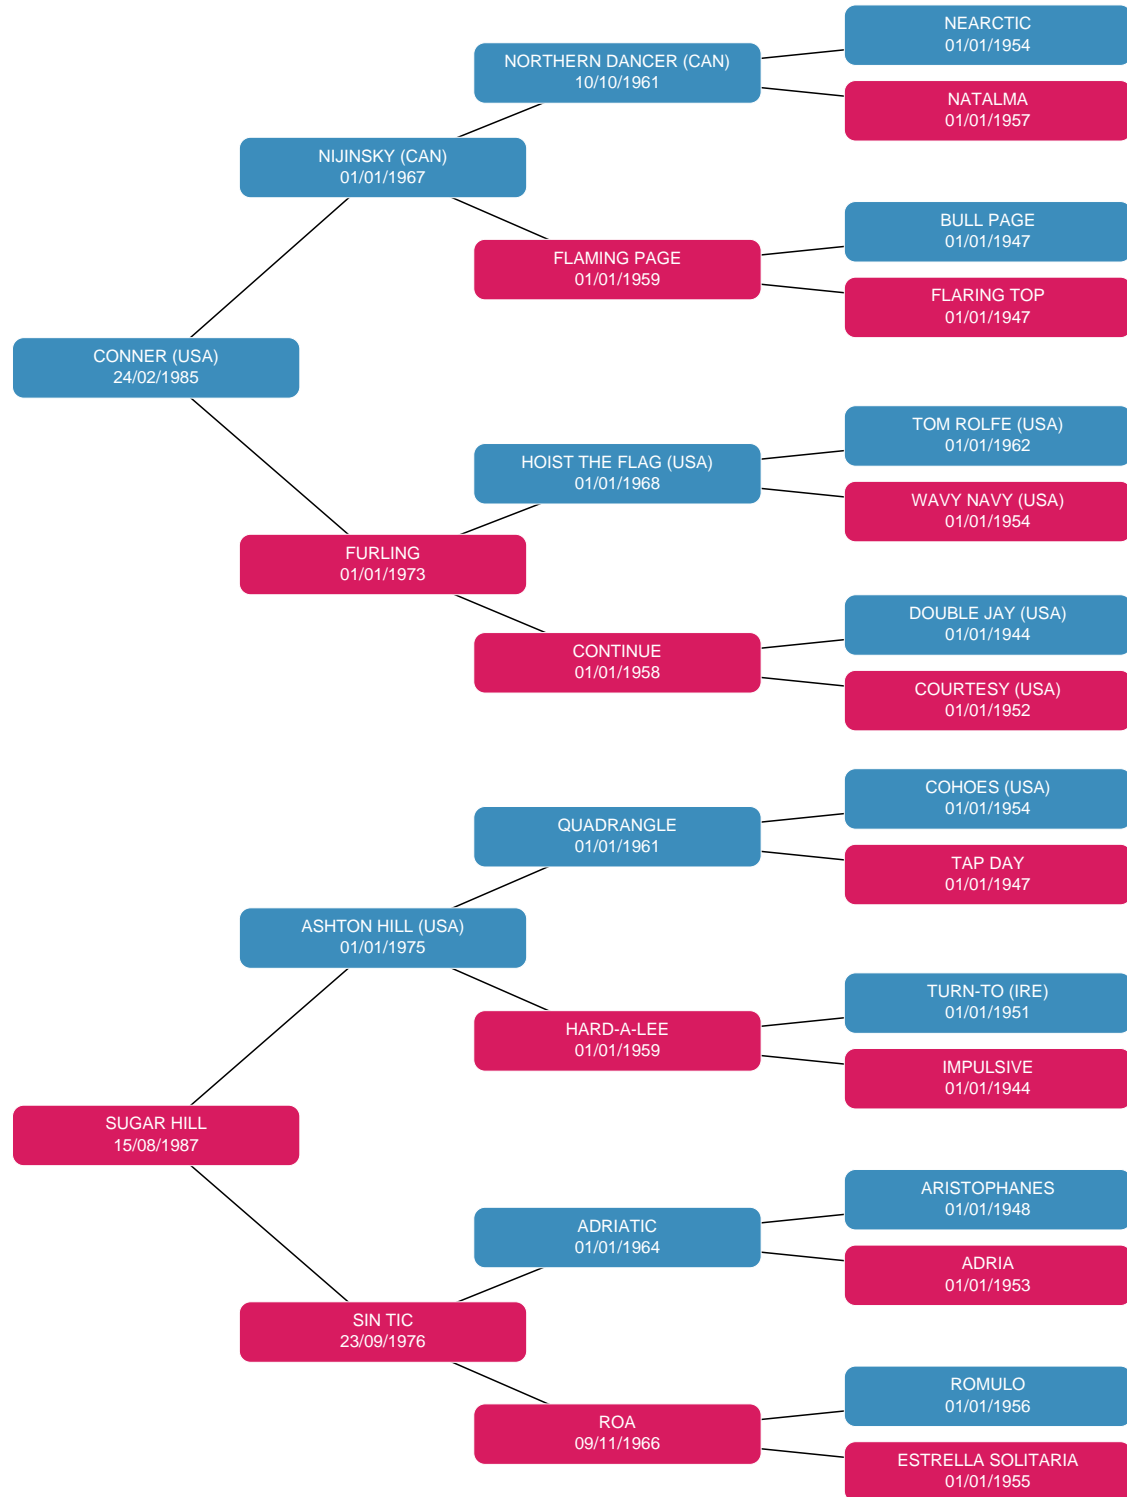 NEARCTIC
01/01/1954
NORTHERN DANCER (CAN)
10/10/1961
NATALMA
01/01/1957
NIJINSKY (CAN)
01/01/1967
BULL PAGE
01/01/1947
FLAMING PAGE
01/01/1959
FLARING TOP
01/01/1947
CONNER (USA)
24/02/1985
TOM ROLFE (USA)
01/01/1962
HOIST THE FLAG (USA)
01/01/1968
WAVY NAVY (USA)
01/01/1954
FURLING
01/01/1973
DOUBLE JAY (USA)
01/01/1944
CONTINUE
01/01/1958
COURTESY (USA)
01/01/1952
COHOES (USA)
01/01/1954
QUADRANGLE
01/01/1961
TAP DAY
01/01/1947
ASHTON HILL (USA)
01/01/1975
TURN-TO (IRE)
01/01/1951
HARD-A-LEE
01/01/1959
IMPULSIVE
01/01/1944
SUGAR HILL
15/08/1987
ARISTOPHANES
01/01/1948
ADRIATIC
01/01/1964
ADRIA
01/01/1953
SIN TIC
23/09/1976
ROMULO
01/01/1956
ROA
09/11/1966
ESTRELLA SOLITARIA
01/01/1955